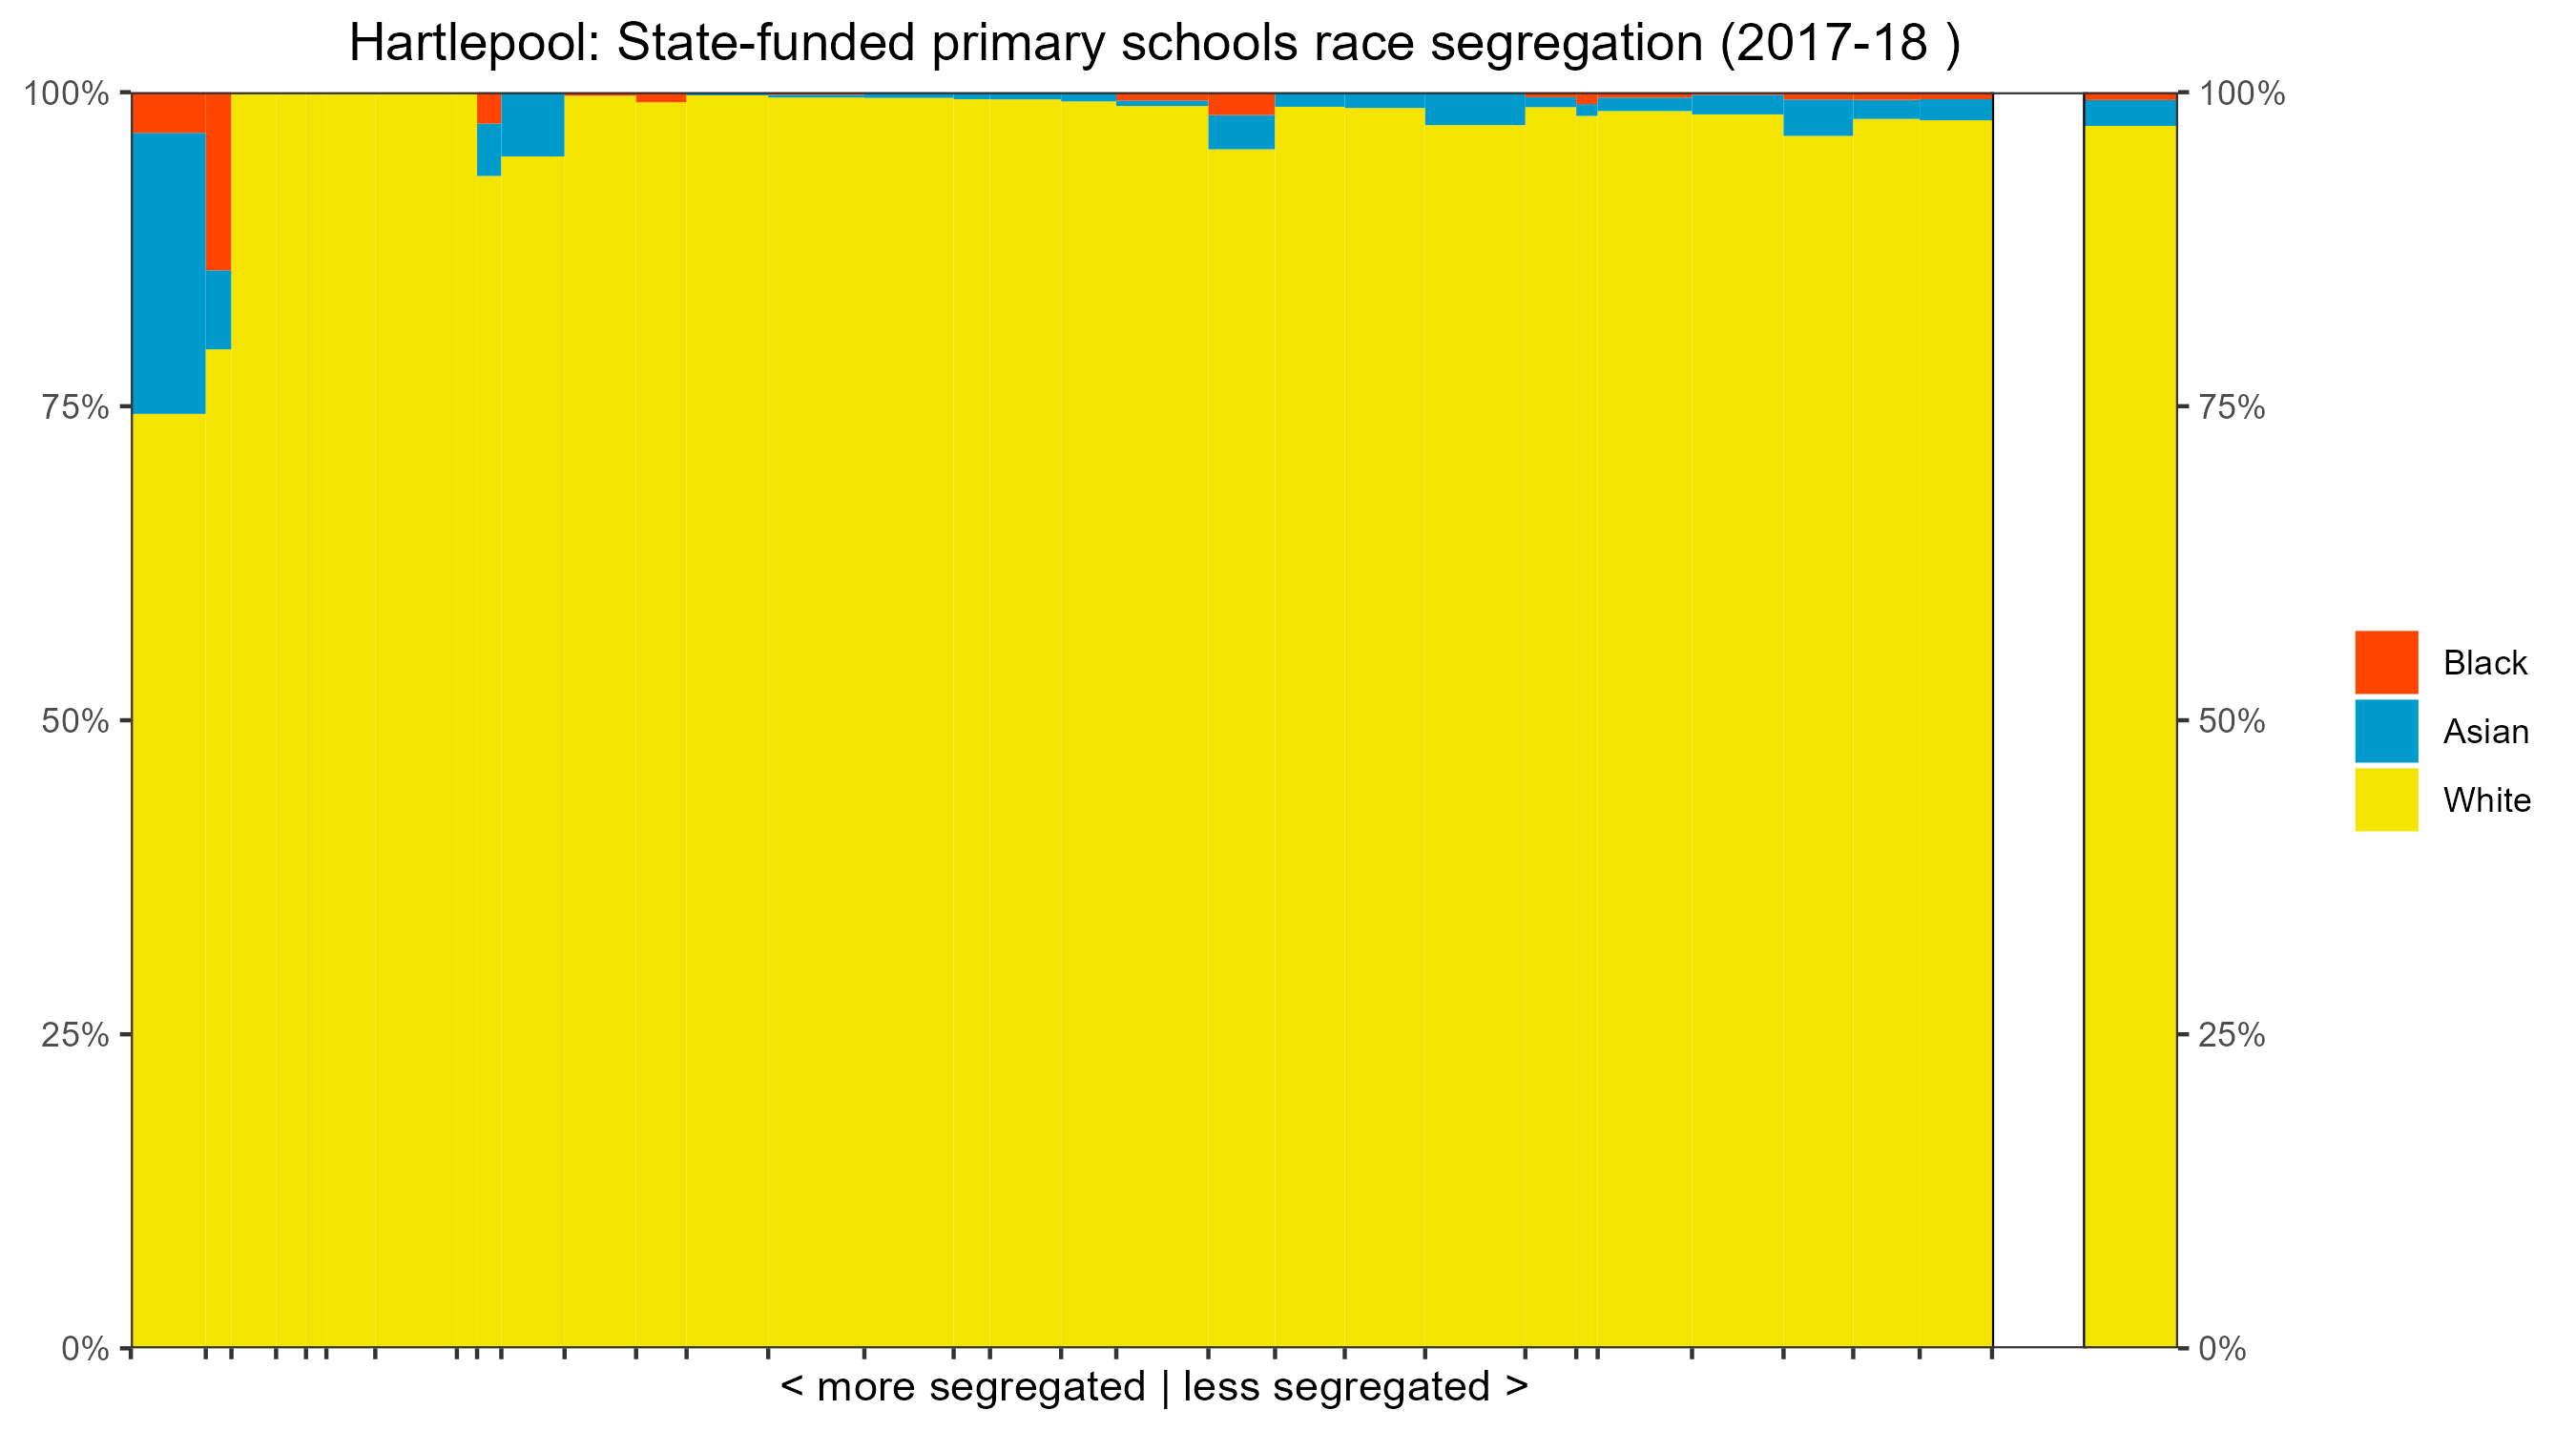 Hartlepool: State-funded primary schools race segregation (2017-18 )
100%
75%
50%
25%
0%
100%
75%
50%
25%
0%
Black
Asian
White
< more segregated | less segregated >